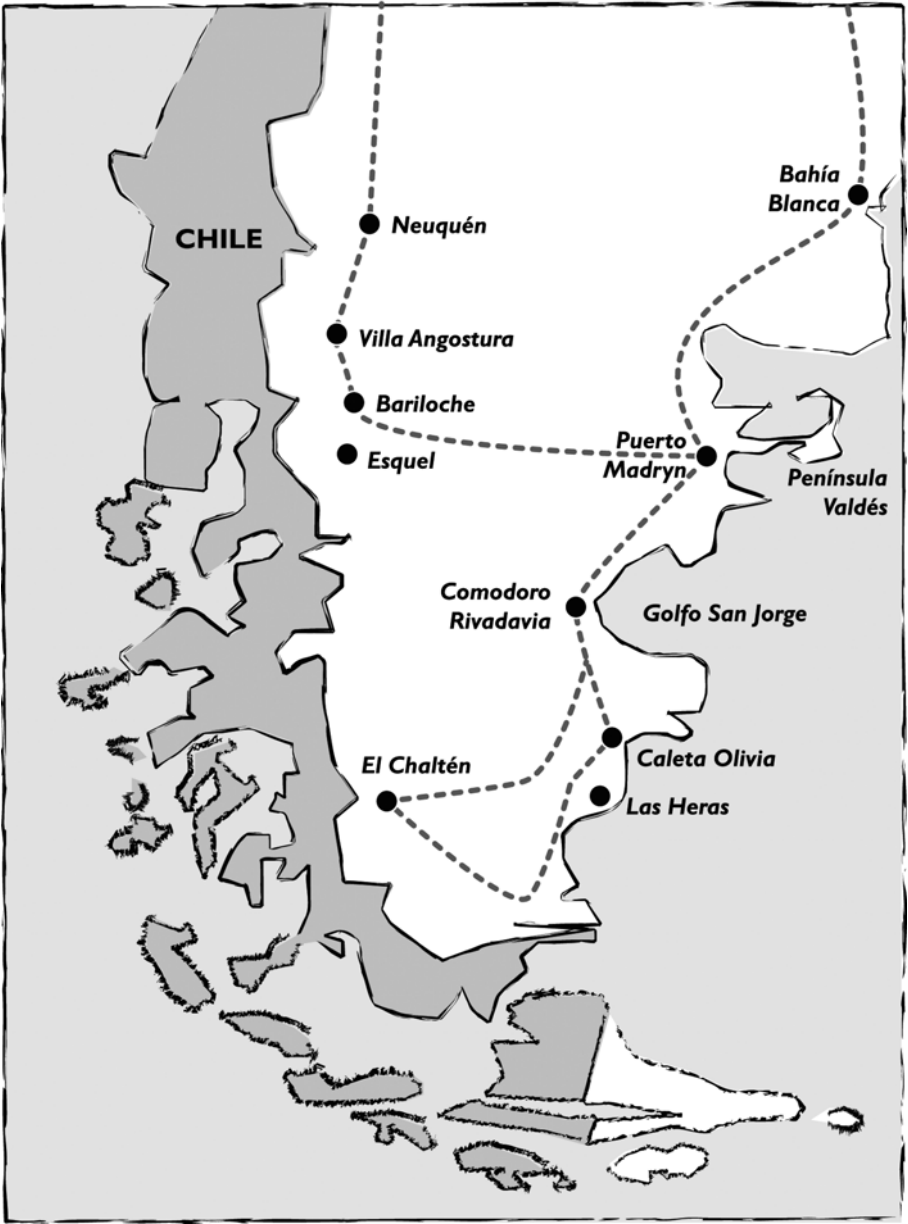 Bahía
Blanca
Neuquén
CHILE
Villa Angostura
Bariloche
Puerto
Madryn
Esquel
Península
Valdés
Comodoro
Rivadavia
Golfo San Jorge
El Chaltén
Caleta Olivia
Las Heras